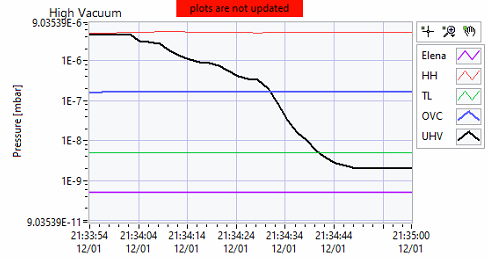 plots are not updated
High Vacuum
9.03539E-6
1E-6
1E-7
1E-8
1E-9
9.03539E-11
Pressure [mbar]
21:33:54 21:34:04 21:34:14 21:34:24 21:34:34 21:34:44 21:35:00
12/01 12/01 12/01 12/01 12/01 12/01 12/01
Elena
HH
TL
OVC
UHV